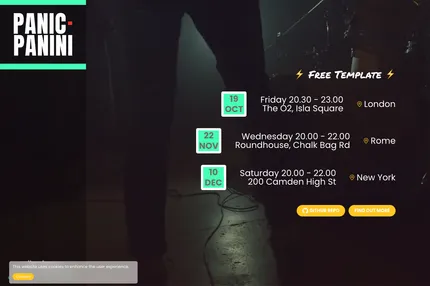 PANIC-
PANINI
⚡ Free Template ⚡
19
OCT
Friday 20.30 - 23.00
The O2, Isla Square
London
22
NOV
Wednesday 20.00 - 22.00
Roundhouse, Chalk Bag Rd
Rome
10
DEC
Saturday 20.00 - 22.00
200 Camden High St
New York
GITHUB REPO
FIND OUT MORE
This website uses cookies to enhance the user experience.